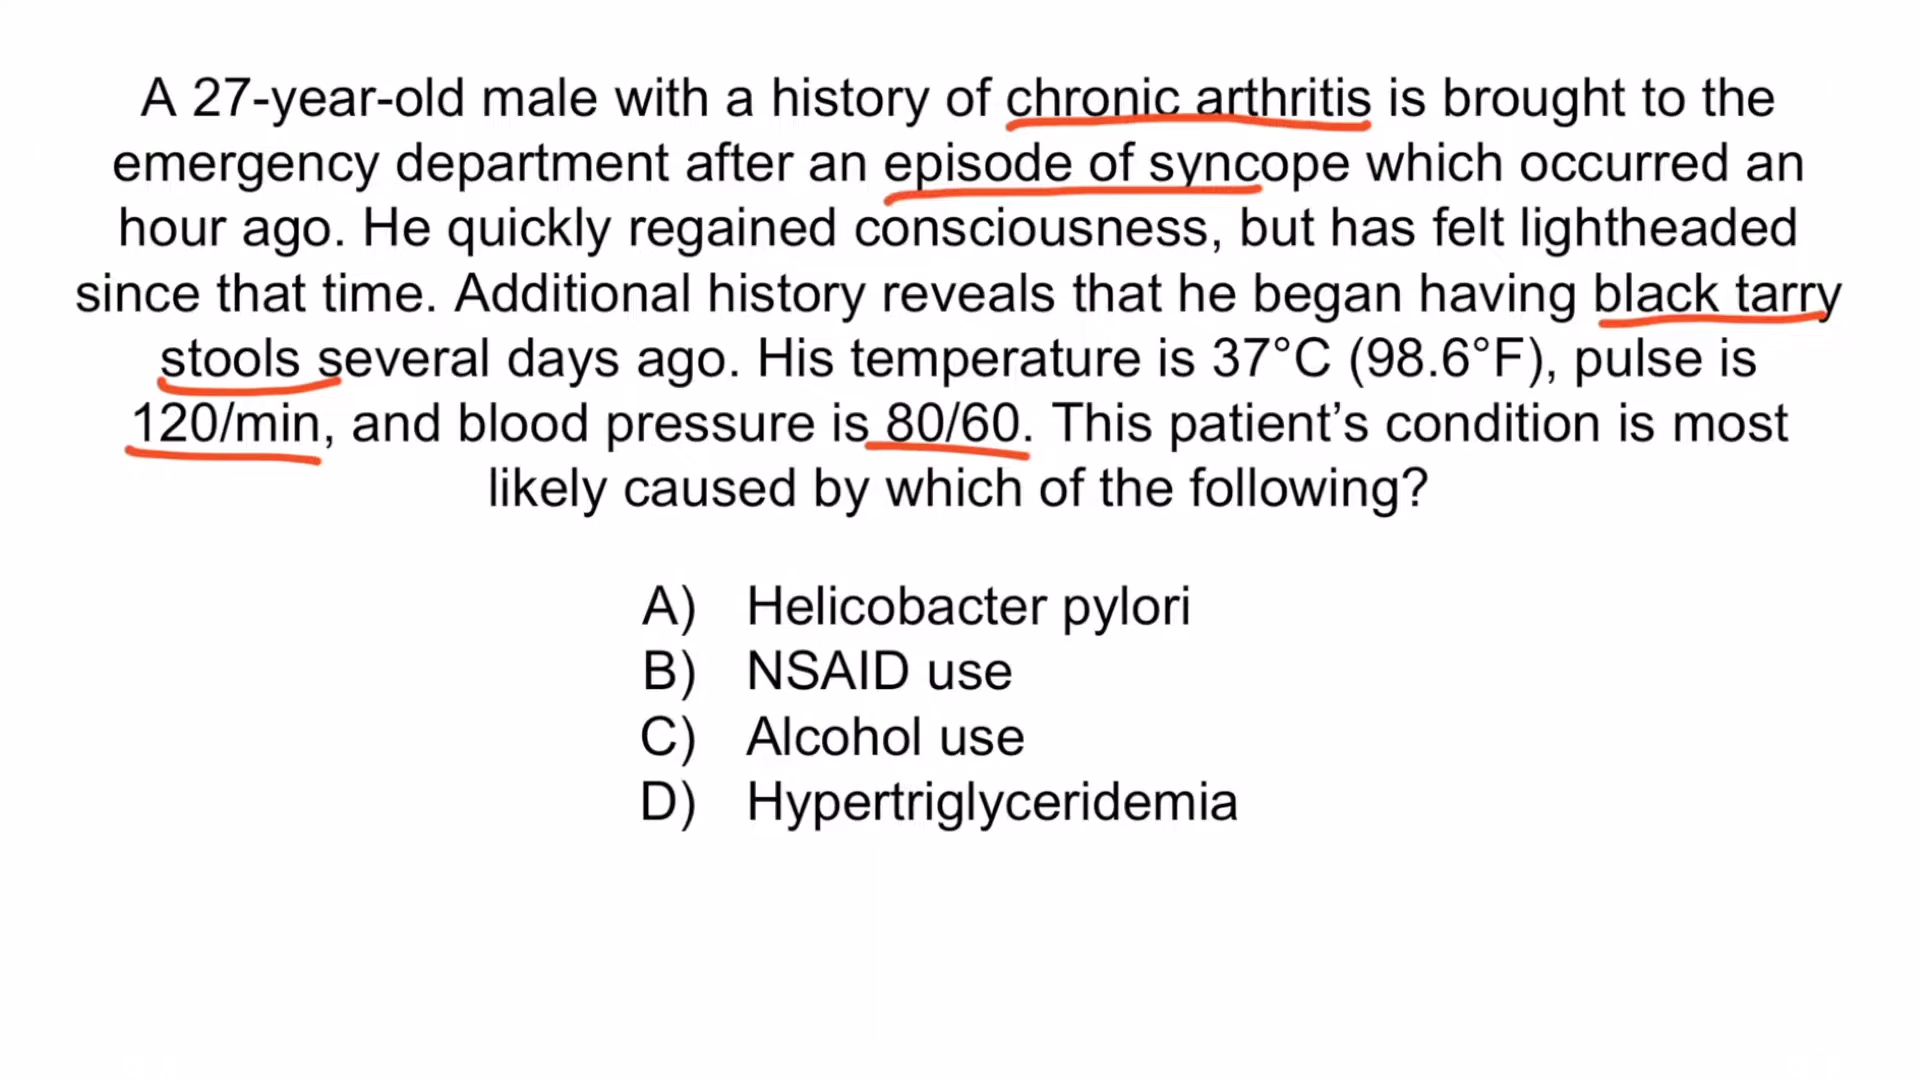 A 27-year-old male with a history of chronic arthritis is brought to the
emergency department after an episode of syncope which occurred an
hour ago. He quickly regained consciousness, but has felt lightheaded
since that time. Additional history reveals that he began having black tarry
stools several days ago. His temperature is 37°C (98.6°F), pulse is
120/min, and blood pressure is 80/60. This patient’s condition is most
likely caused by which of the following?
A) Helicobacter pylori
B) NSAID use
C) Alcohol use
D) Hypertriglyceridemia